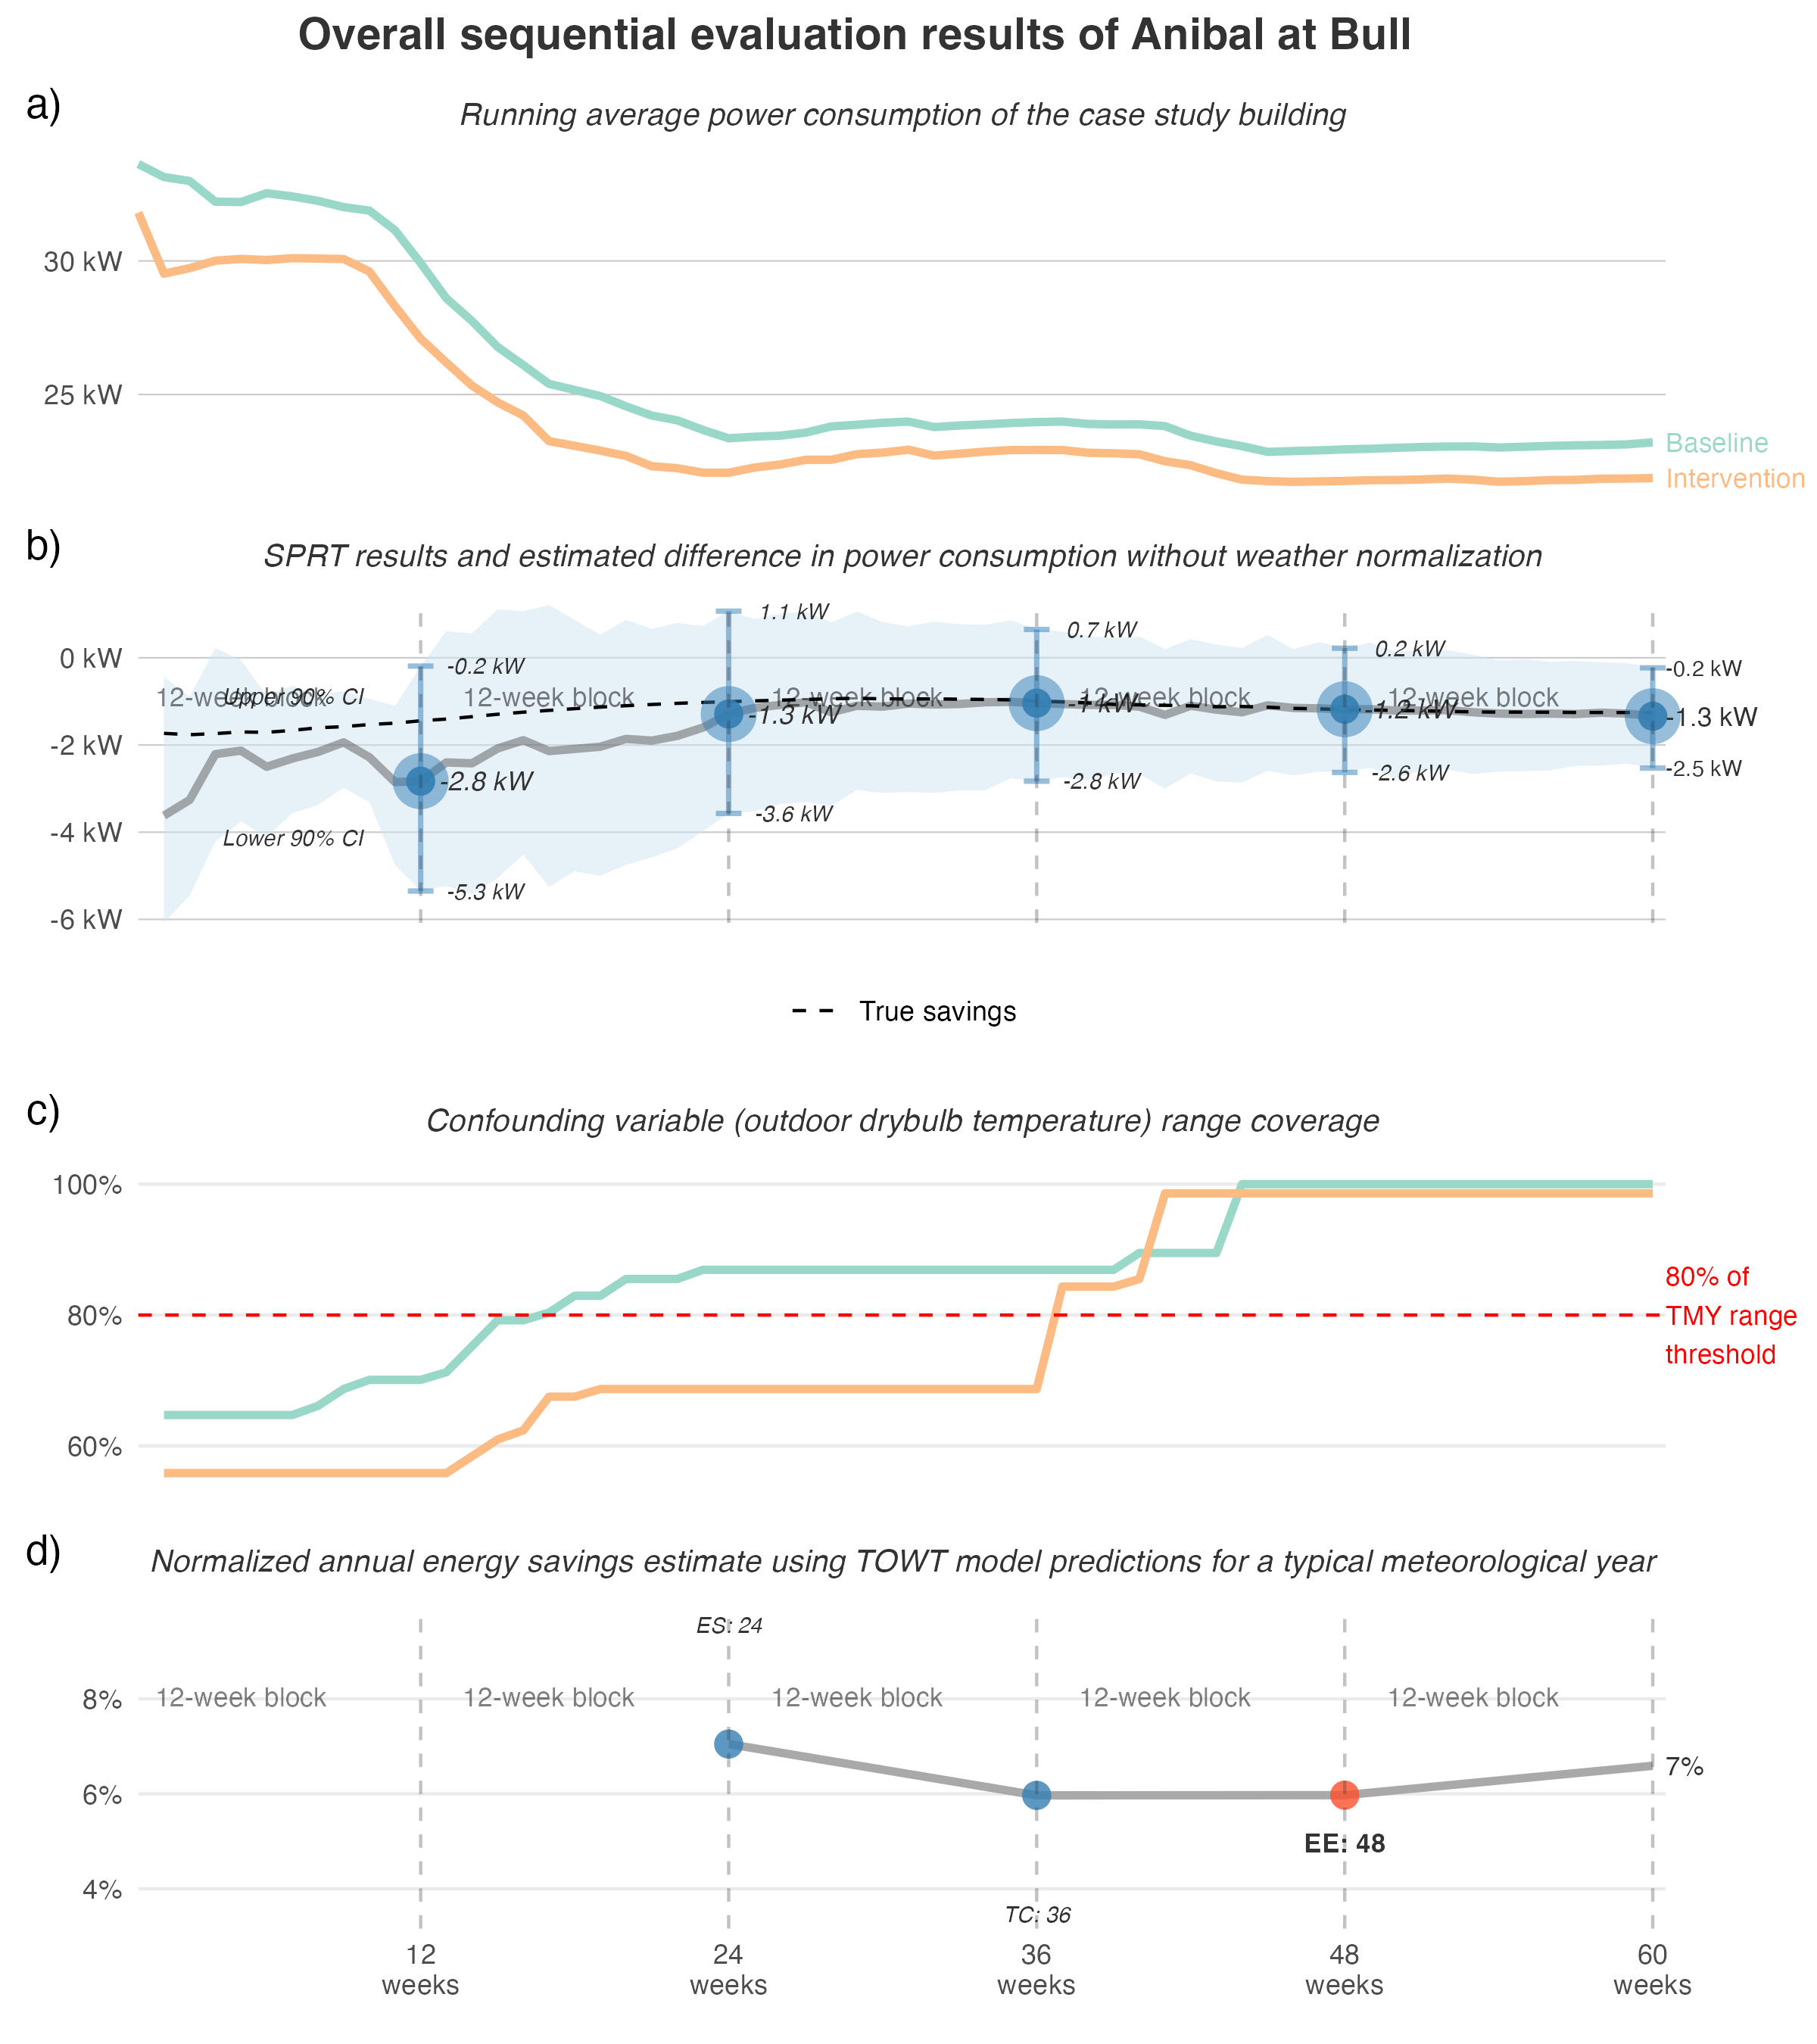 Overall sequential evaluation results of Anibal at Bull
a)
Running average power consumption of the case study building
30 kW
25 kW
Baseline
Intervention
b)
SPRT results and estimated difference in power consumption without weather normalization
1.1 kW
0.7 kW
0.2 kW
0 kW
-0.2 kW
-0.2 kW
12-week block
Upper 90% CI
12-week block
12-week block
12-week block
12-week block
-1.3 kW
-1 kW
-1.2 kW
-1.3 kW
-2 kW
-2.8 kW
-2.8 kW
-2.6 kW
-2.5 kW
-3.6 kW
-4 kW
Lower 90% CI
-5.3 kW
-6 kW
True savings
c)
Confounding variable (outdoor drybulb temperature) range coverage
100%
80%
60%
80% of
TMY range
threshold
d)
Normalized annual energy savings estimate using TOWT model predictions for a typical meteorological year
ES: 24
8%
12-week block
12-week block
12-week block
12-week block
12-week block
7%
6%
EE: 48
4%
TC: 36
12
weeks
24
weeks
36
weeks
48
weeks
60
weeks